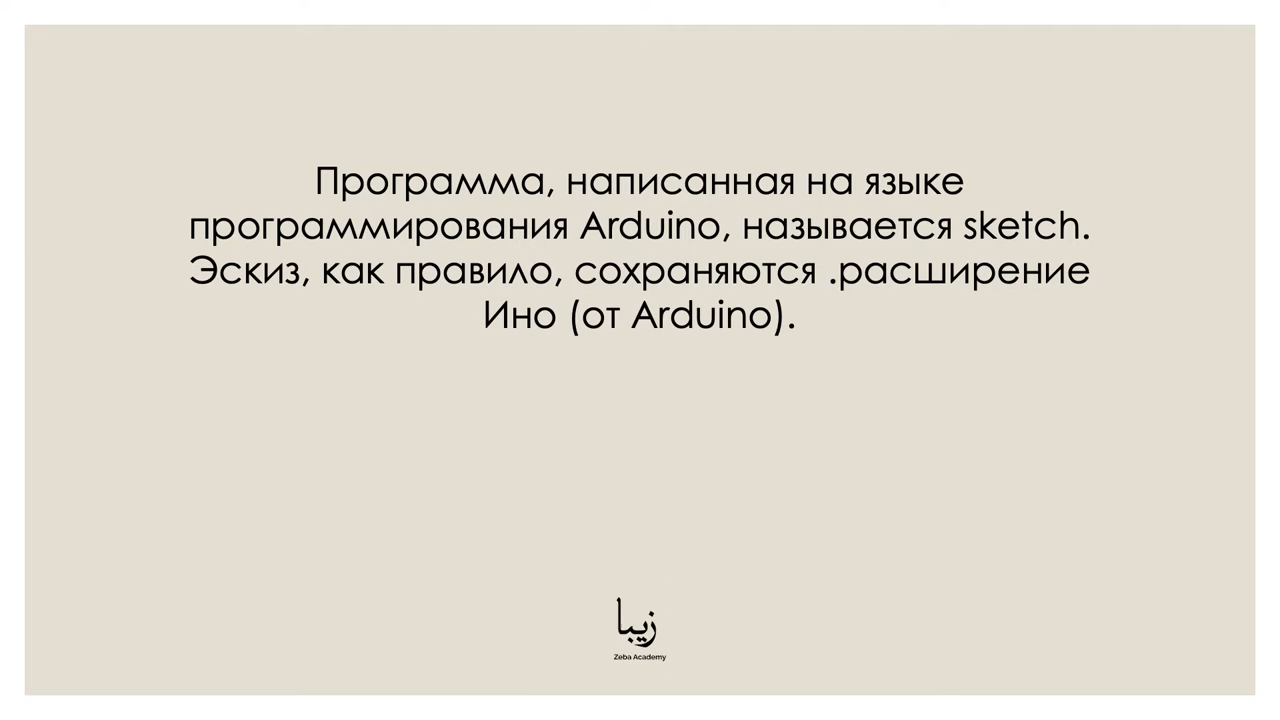 Программа, написанная на языке
программирования Arduino, называется sketch.
Эскиз, как правило, сохраняются .расширение
Ино (от Arduino).
زیبا
Zeba Academy